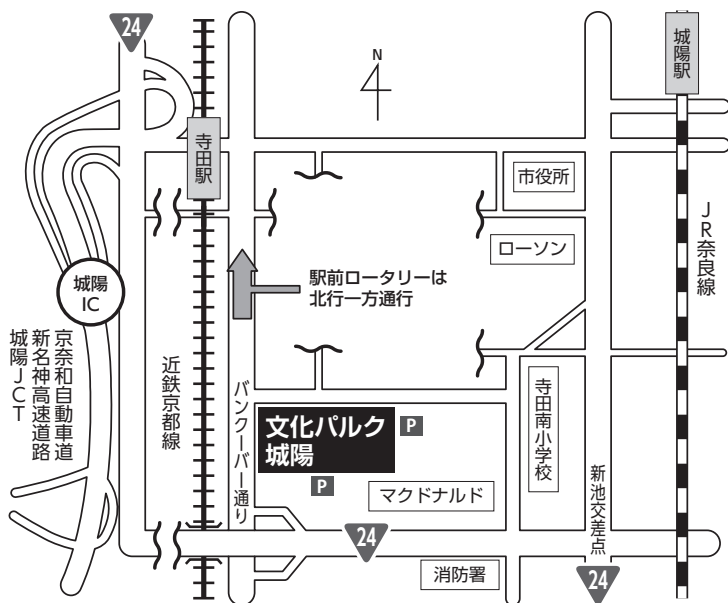 24
城陽駅
N
寺田駅
市役所
ローソン
JR奈良線
城陽
IC
駅前ロータリーは
北行一方通行
京奈和自動車道
新名神高速道路
城陽JCT
近鉄京都線
バンクーバー通り
文化パルク
城陽
P
P
マクドナルド
寺田南小学校
新池交差点
24
消防署
24